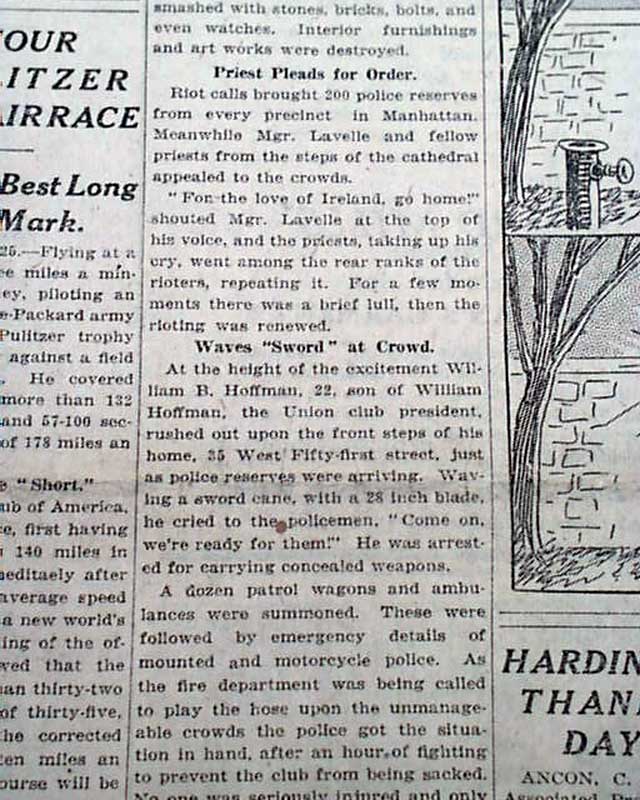 FOUR
LITZER
AIRRACE
Best Long
Mark.
25.—Flying at a
ee miles a min-
ey, piloting an
e-Packard army
Pulitzer trophy
against a field
. He covered
more than 132
and 57-100 sec-
of 178 miles an
e "Short."
ub of America,
ce, first having
140 miles in
meditaely after
average speed
a new world's
ing of the of-
ved that the
an thirty-two
of thirty-five,
he corrected
ten miles an
ourse will be
smashed with stones, bricks, bolts, and
even watches. Interior furnishings
and art works were destroyed.
Priest Pleads for Order.
Riot calls brought 200 police reserves
from every precinct in Manhattan.
Meanwhile Mgr. Lavelle and fellow
priests from the steps of the cathedral
appealed to the crowds.
"For the love of Ireland, go home!"
shouted Mgr. Lavelle at the top of
his voice, and the priests, taking up his
cry, went among the rear ranks of the
rioters, repeating it. For a few mo-
ments there was a brief lull, then the
rioting was renewed.
Waves "Sword" at Crowd.
At the height of the excitement Wil-
liam B. Hoffman, 22, son of William
Hoffman, the Union club president,
rushed out upon the front steps of his
home, 35 West Fifty-first street, just
as police reserves were arriving. Wav-
ing a sword cane, with a 28 inch blade,
he cried to the policemen, "Come on,
we're ready for them!" He was arrest-
ed for carrying concealed weapons.
A dozen patrol wagons and ambu-
lances were summoned. These were
followed by emergency details of
mounted and motorcycle police. As
the fire department was being called
to play the hose upon the unmanage-
able crowds the police got the situa-
tion in hand, after an hour of fighting
to prevent the club from being sacked.
No one was seriously injured and only
HARDIN
THAN
DAY
ANCON, C.
Associated